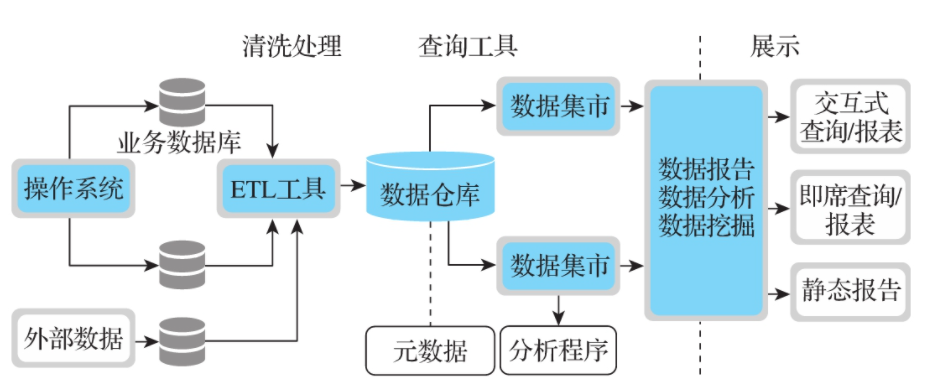 清洗处理
查询工具
展示
业务数据库
操作系统
ETL工具
外部数据
数据仓库
数据集市
数据集市
元数据
分析程序
数据报告
数据分析
数据挖掘
交互式
查询/报表
即席查询/
报表
静态报告